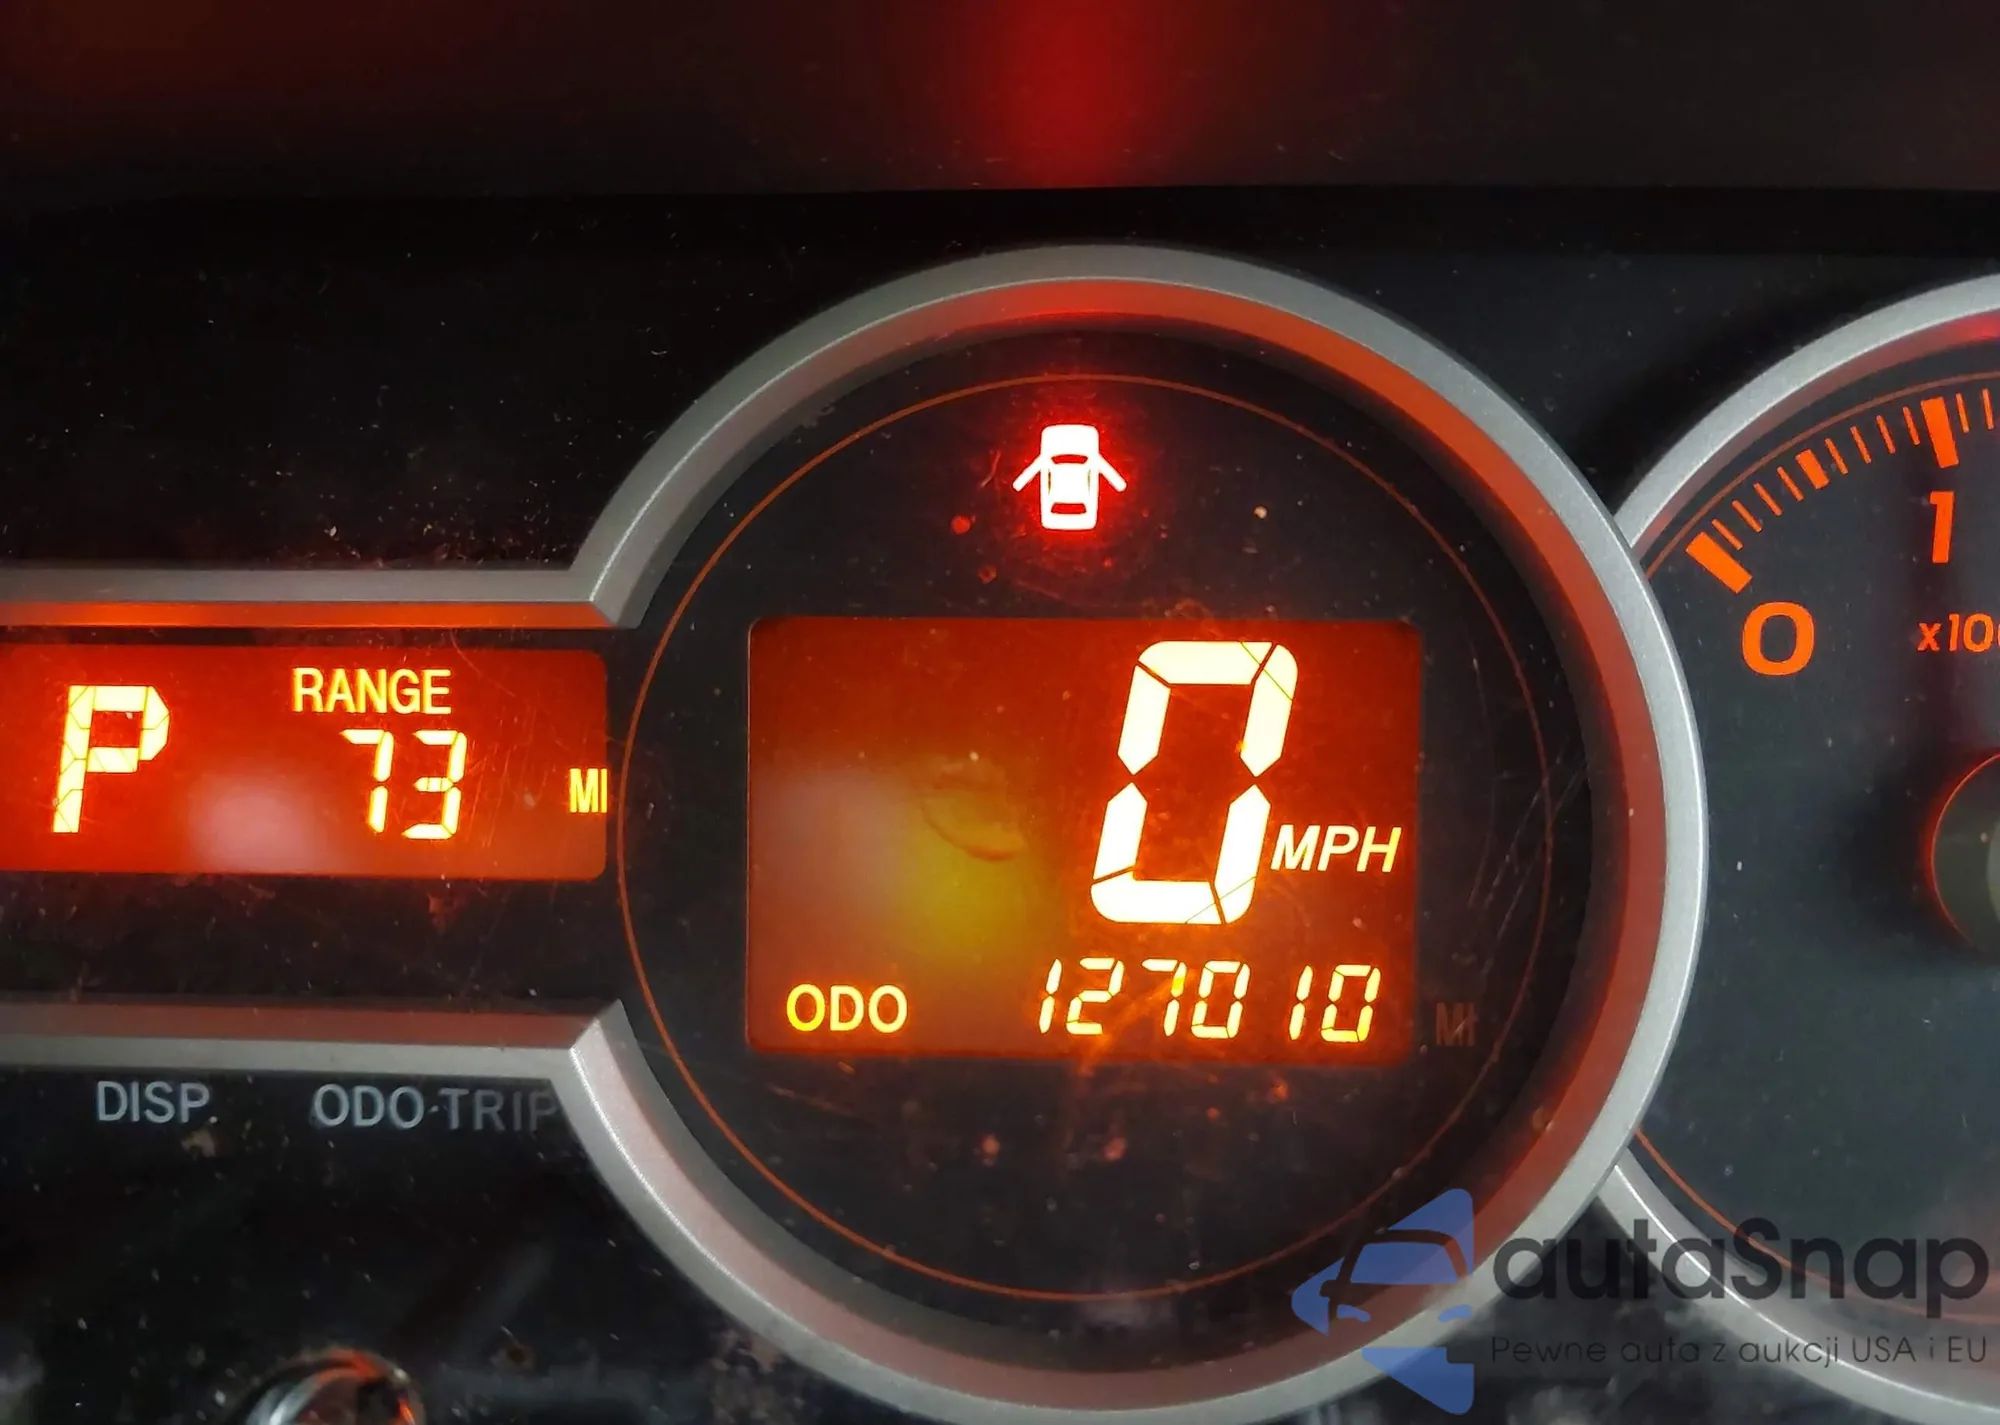 P
RANGE
73 MI
0 MPH
ODO 127010 MI
DISP. ODO·TRIP
0 1
autaSnap
Pewne auta z aukcji USA i EU